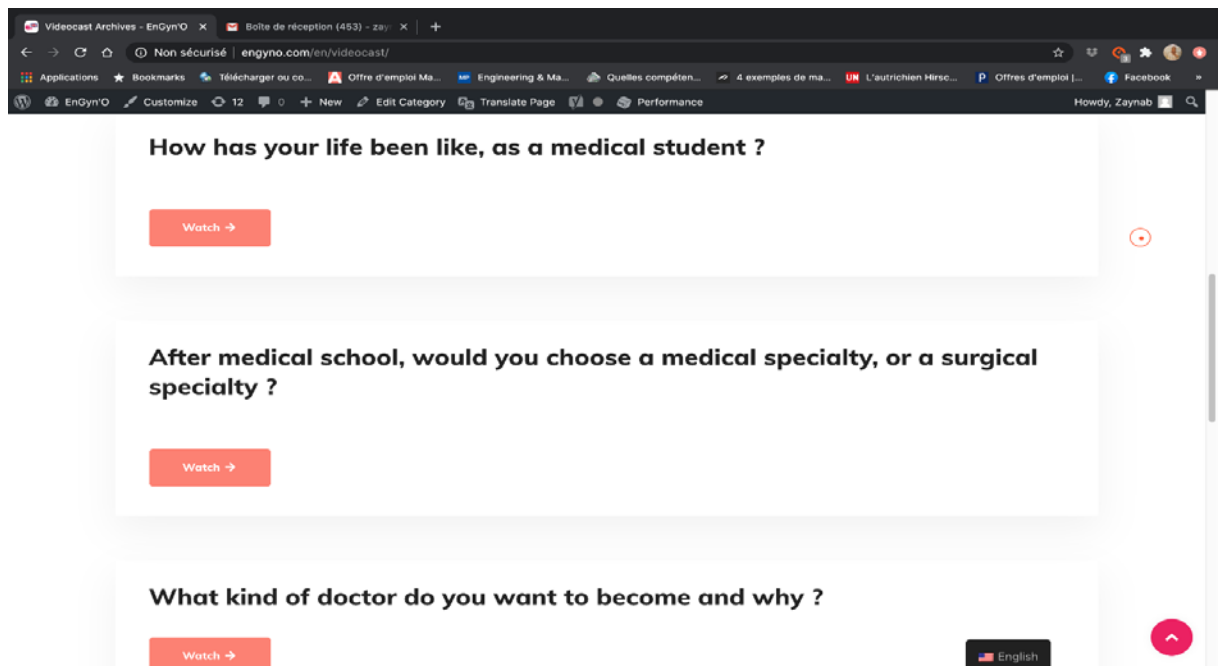 Videocast Archives - EnGyn'O
Boîte de réception (453) - zay
Non sécurisé | engyno.com/en/videocast/
Applications Bookmarks Télécharger ou co... Offre d'emploi Ma... Engineering & Ma... Quelles compéten... 4 exemples de ma... UN L'autrichien Hirsc... P Offres d'emploi |... Facebook »
EnGyn'O Customize 12 0 + New Edit Category Translate Page Performance Howdy, Zaynab
How has your life been like, as a medical student ?
Watch →
After medical school, would you choose a medical specialty, or a surgical
specialty ?
Watch →
What kind of doctor do you want to become and why ?
Watch →
English